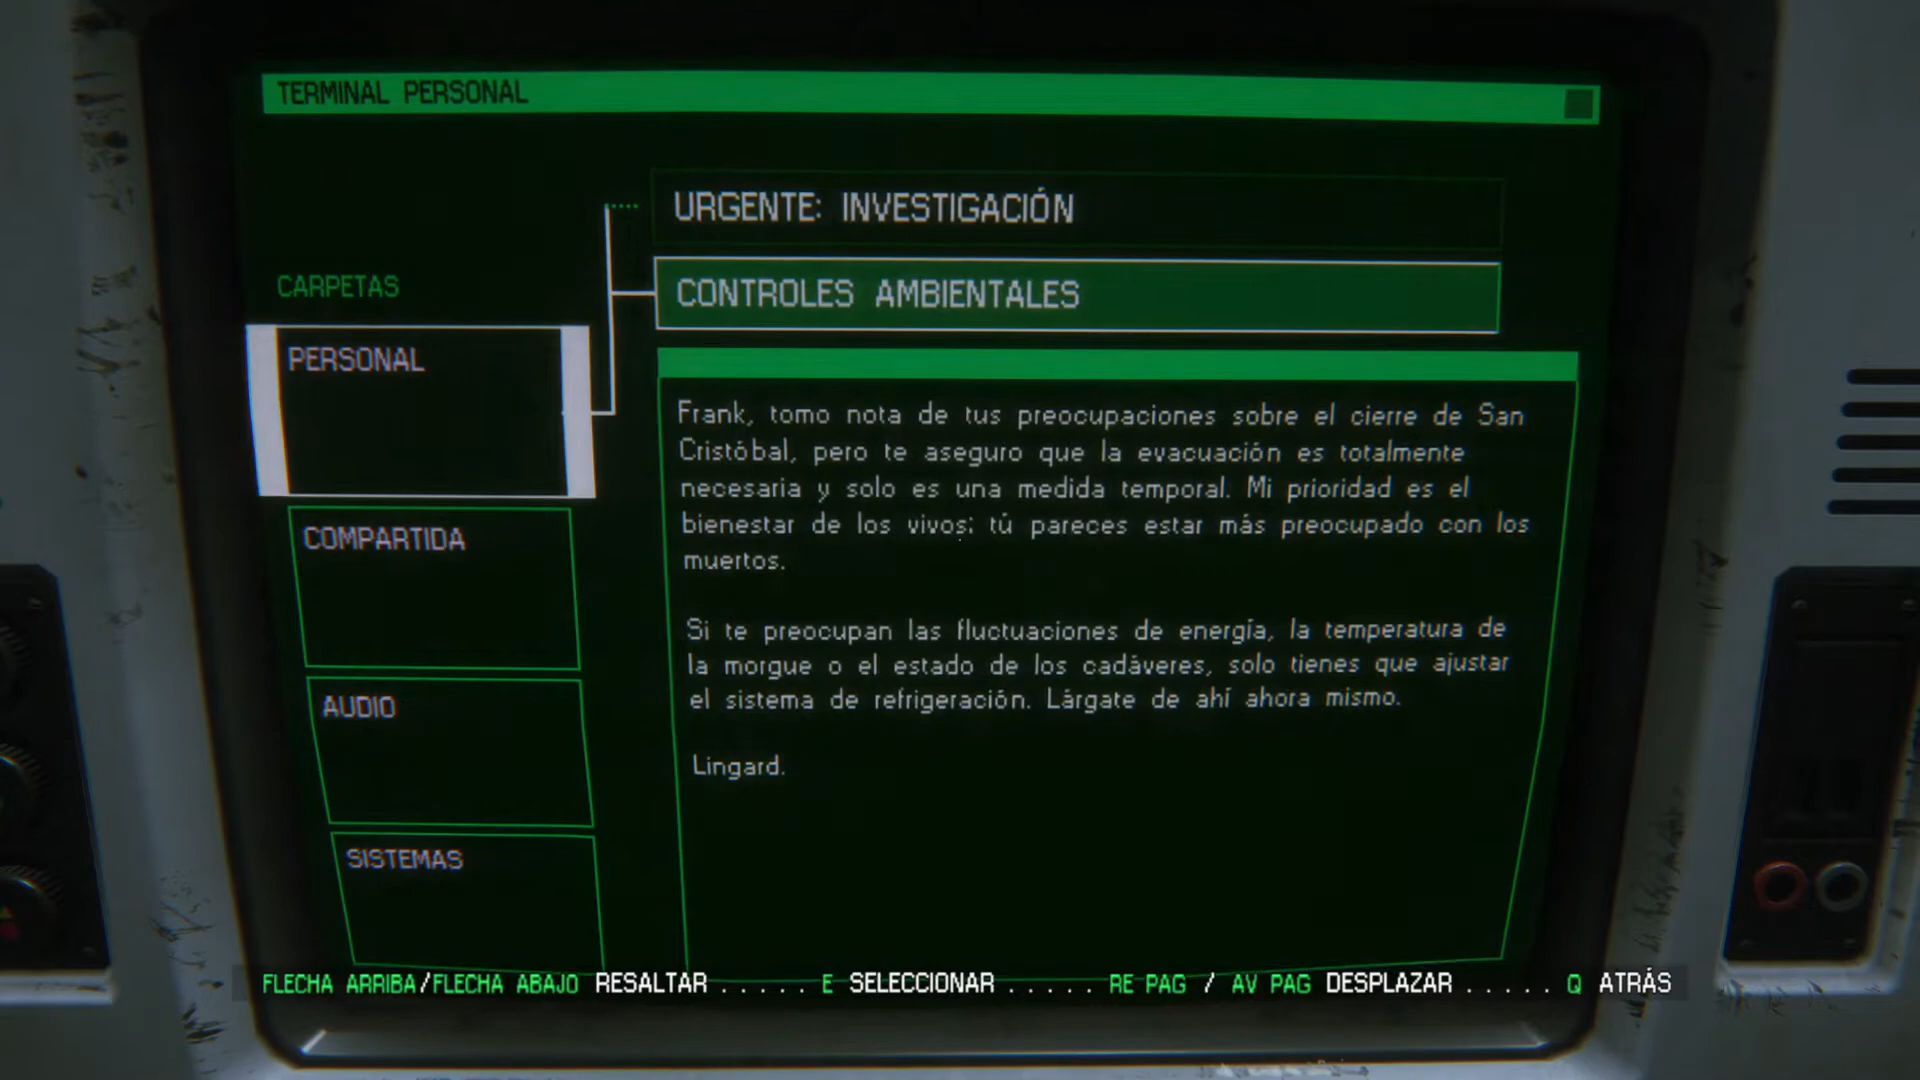 TERMINAL PERSONAL
URGENTE: INVESTIGACIÓN
CONTROLES AMBIENTALES
CARPETAS
PERSONAL
COMPARTIDA
AUDIO
SISTEMAS
Frank, tomo nota de tus preocupaciones sobre el cierre de San
Cristóbal, pero te aseguro que la evacuación es totalmente
necesaria y solo es una medida temporal. Mi prioridad es el
bienestar de los vivos; tú pareces estar más preocupado con los
muertos.
Si te preocupan las fluctuaciones de energía, la temperatura de
la morgue o el estado de los cadáveres, solo tienes que ajustar
el sistema de refrigeración. Lárgate de ahí ahora mismo.
Lingard.
FLECHA ARRIBA/FLECHA ABAJO RESALTAR ..... E SELECCIONAR ..... RE PAG / AV PAG DESPLAZAR ..... Q ATRÁS